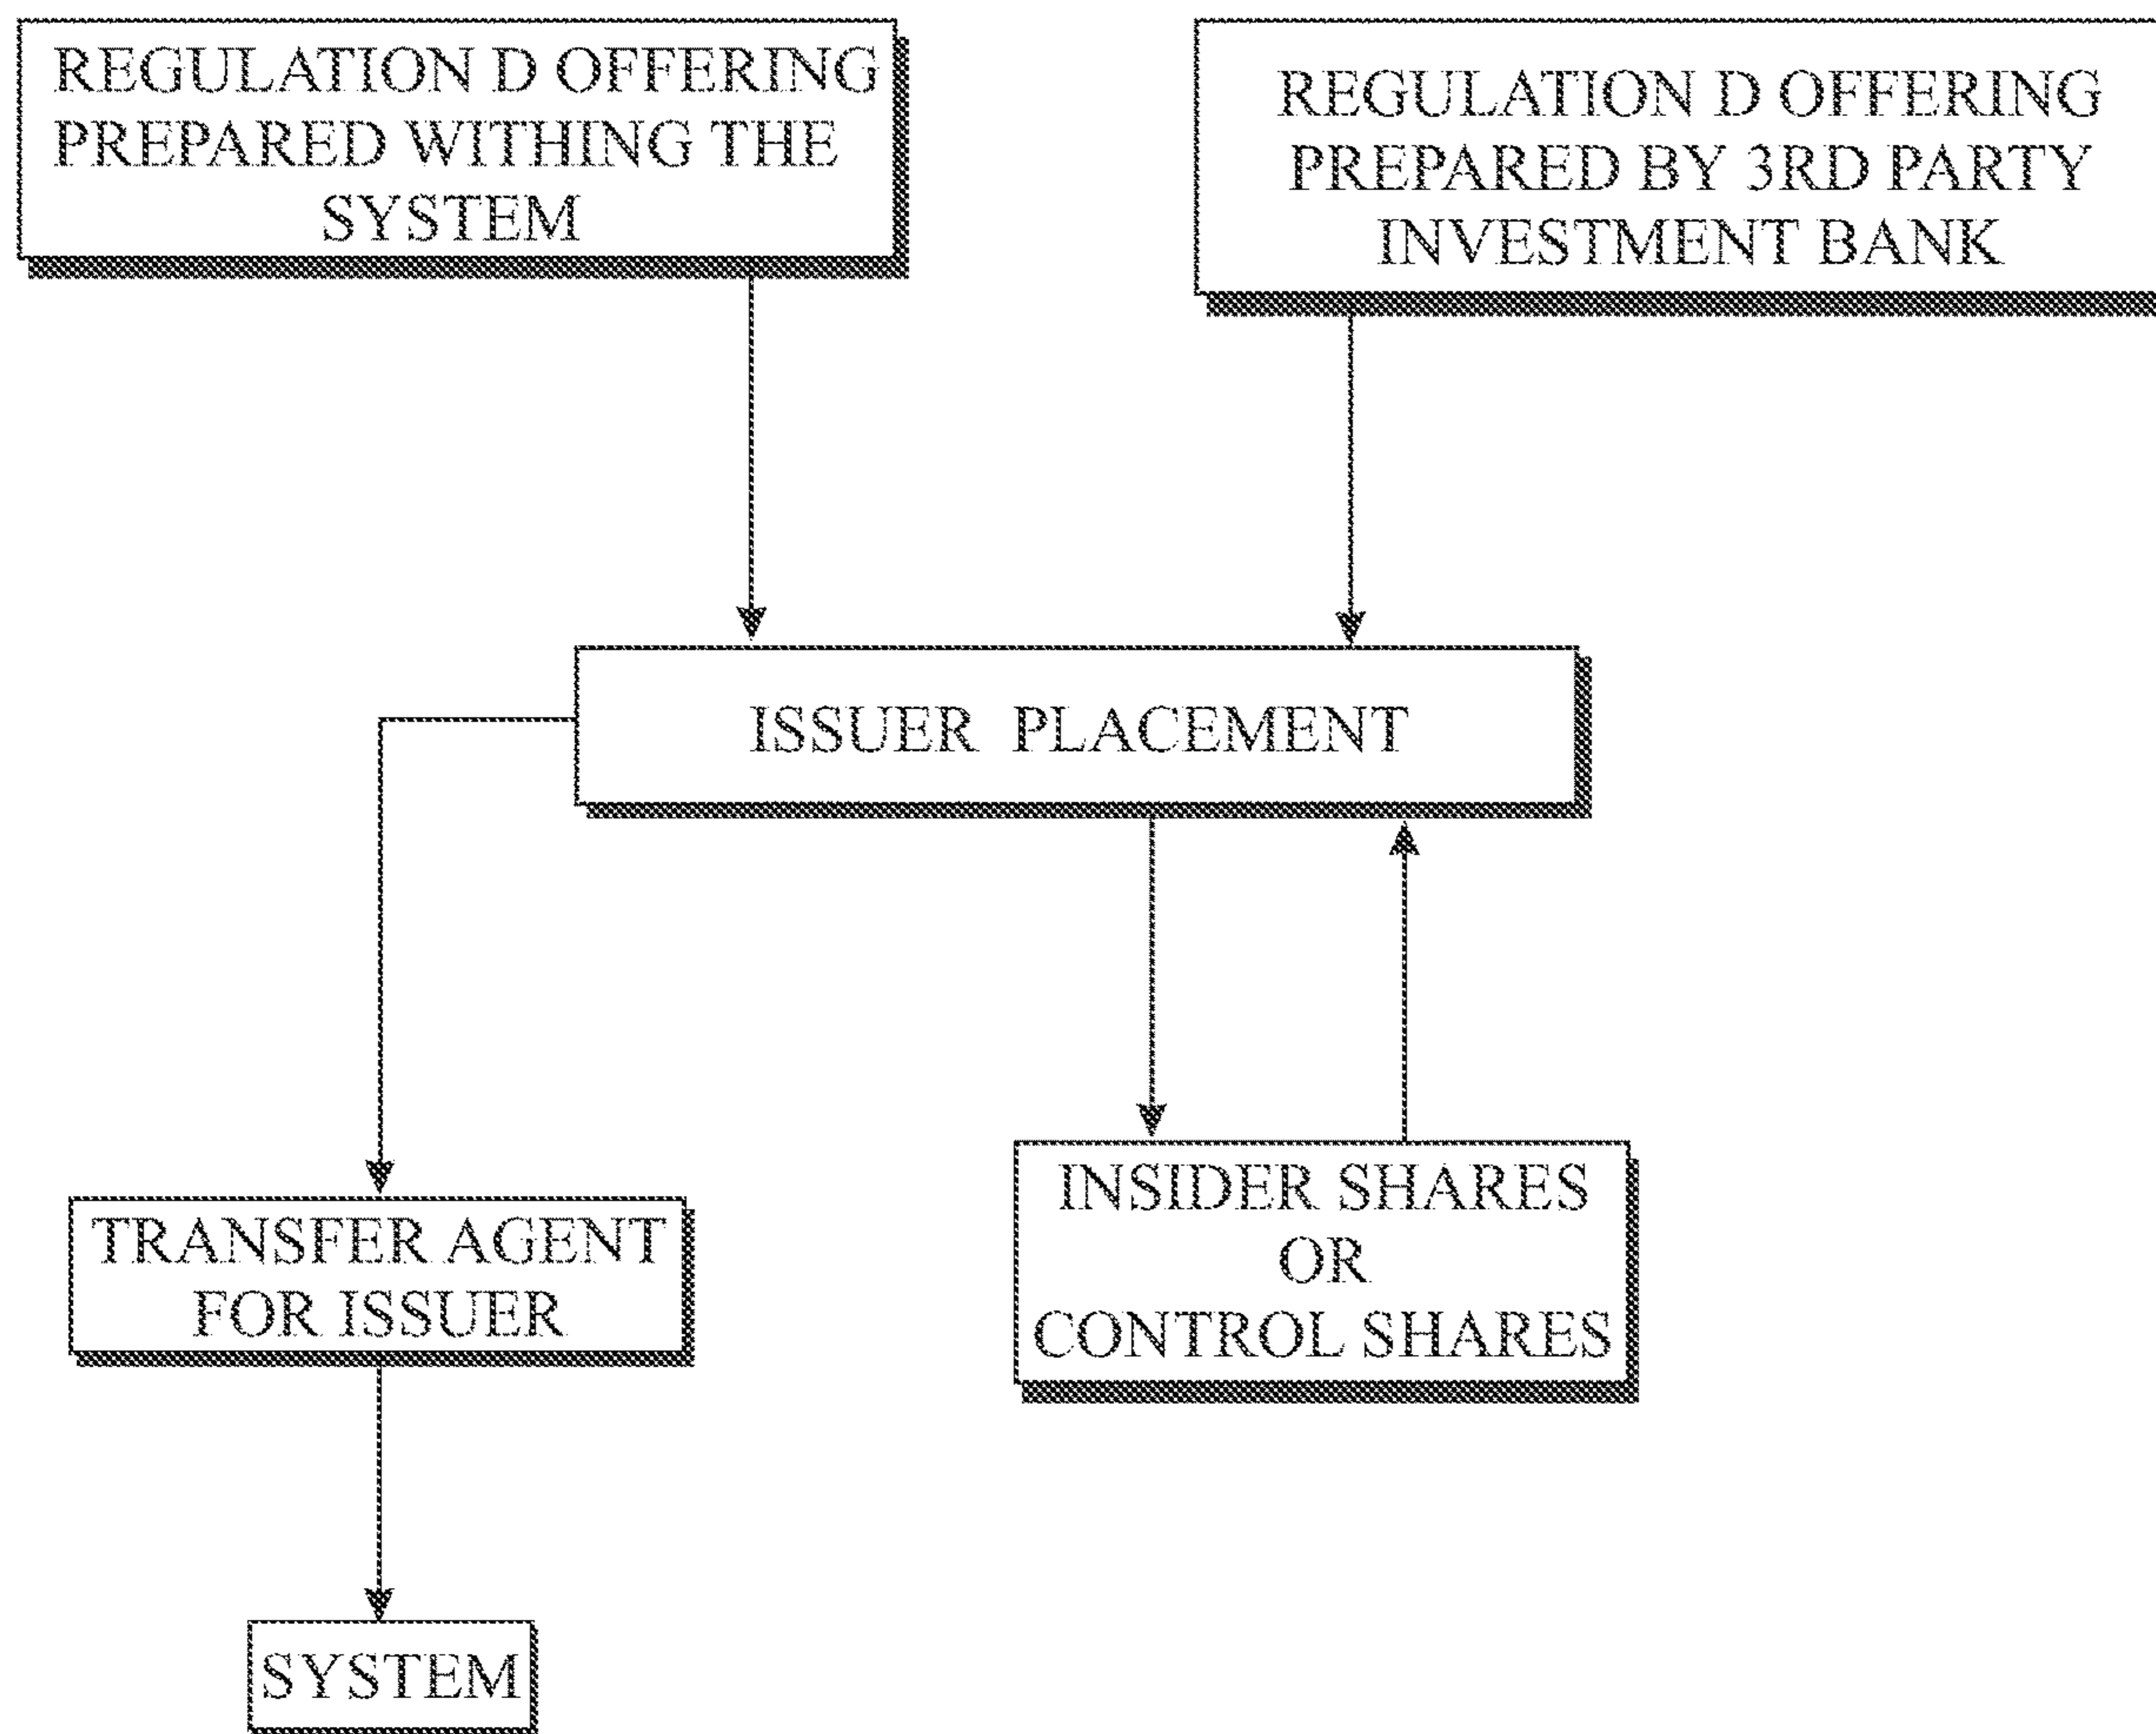 REGULATION D OFFERING
PREPARED WITHING THE
SYSTEM
REGULATION D OFFERING
PREPARED BY 3RD PARTY
INVESTMENT BANK
ISSUER PLACEMENT
TRANSFER AGENT
FOR ISSUER
INSIDER SHARES
OR
CONTROL SHARES
SYSTEM